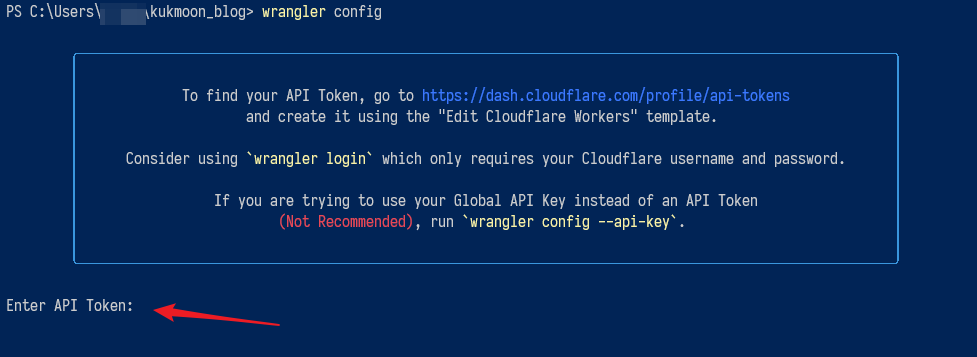 PS C:\Users\ \kukmoon_blog> wrangler config
To find your API Token, go to https://dash.cloudflare.com/profile/api-tokens
and create it using the "Edit Cloudflare Workers" template.
Consider using `wrangler login` which only requires your Cloudflare username and password.
If you are trying to use your Global API Key instead of an API Token
(Not Recommended), run `wrangler config --api-key`.
Enter API Token: